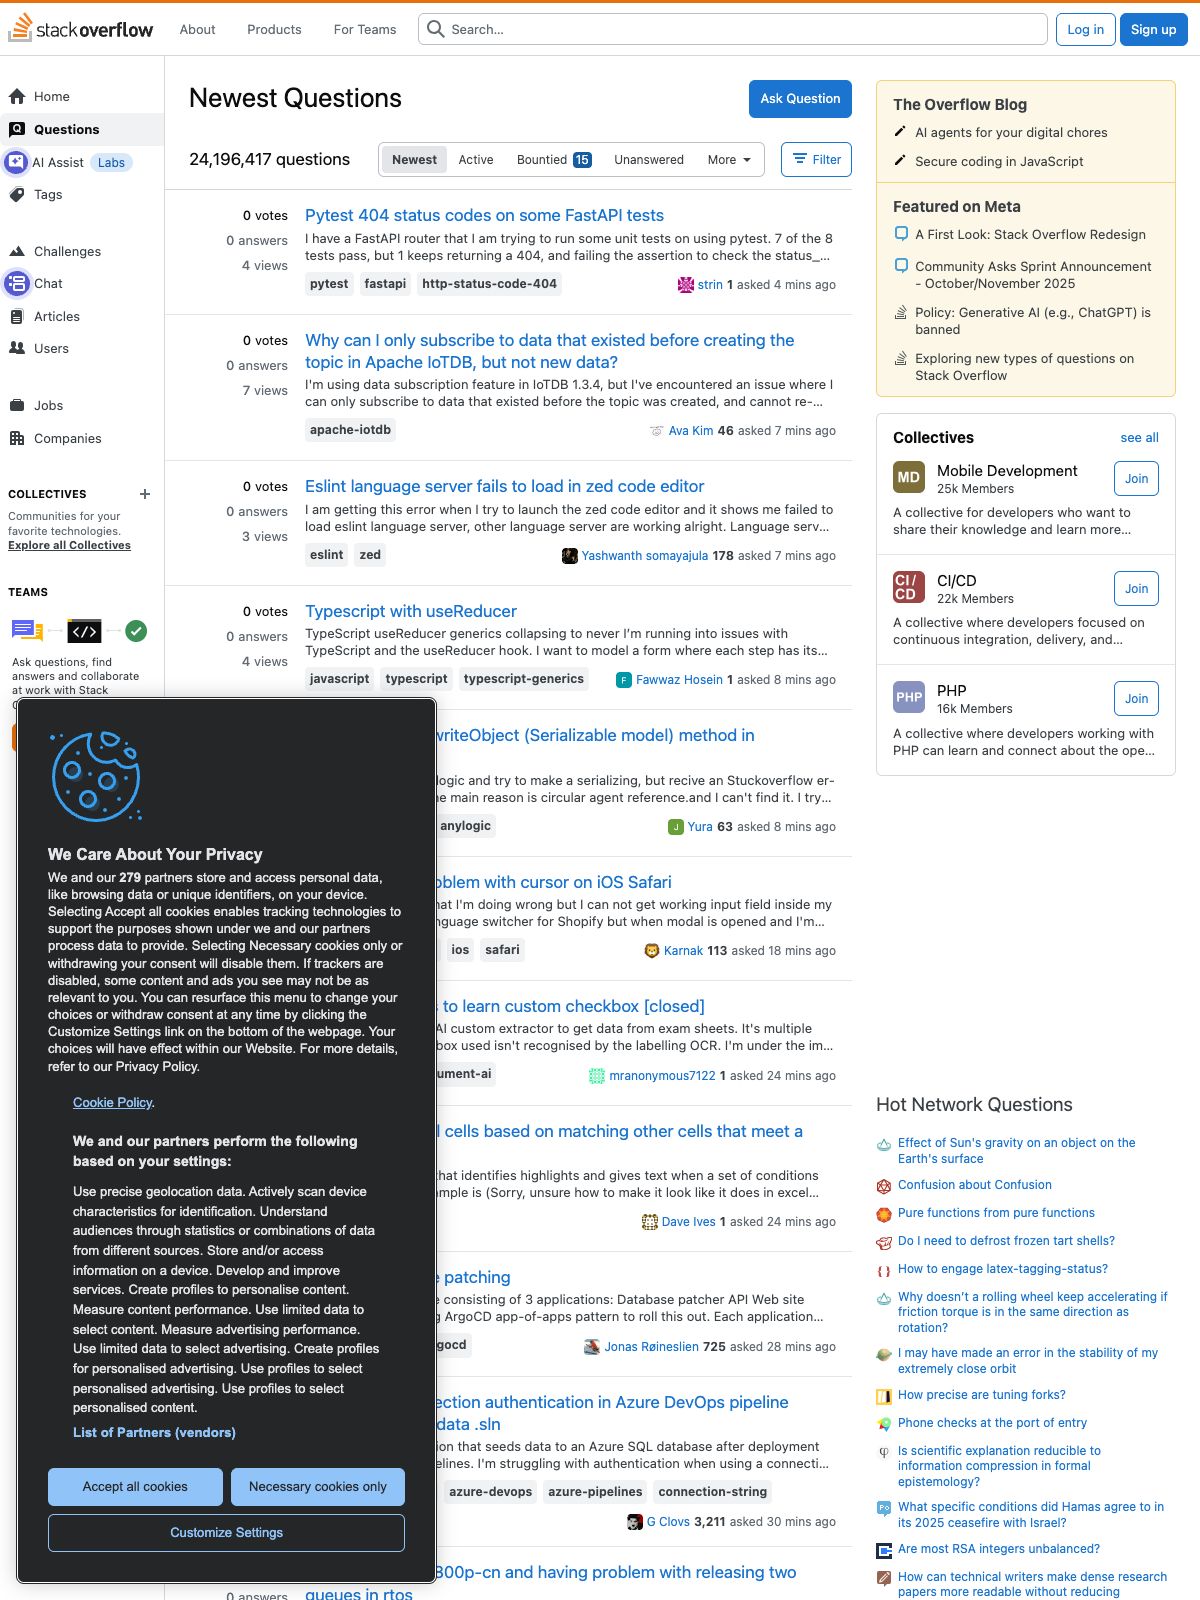 stackoverflow
About
Products
For Teams
Search…
Log in
Sign up
Home
Questions
AI Assist Labs
Tags
Challenges
Chat
Articles
Users
Jobs
Companies
COLLECTIVES
Communities for your
favorite technologies.
Explore all Collectives
TEAMS
Ask questions, find
answers and collaborate
at work with Stack
Newest Questions
Ask Question
24,196,417 questions
Newest
Active
Bountied 15
Unanswered
More
Filter
0 votes
0 answers
4 views
Pytest 404 status codes on some FastAPI tests
I have a FastAPI router that I am trying to run some unit tests on using pytest. 7 of the 8
tests pass, but 1 keeps returning a 404, and failing the assertion to check the status_…
pytest fastapi http-status-code-404
strin 1 asked 4 mins ago
0 votes
0 answers
7 views
Why can I only subscribe to data that existed before creating the
topic in Apache IoTDB, but not new data?
I'm using data subscription feature in IoTDB 1.3.4, but I've encountered an issue where I
can only subscribe to data that existed before the topic was created, and cannot re-…
apache-iotdb
Ava Kim 46 asked 7 mins ago
0 votes
0 answers
3 views
Eslint language server fails to load in zed code editor
I am getting this error when I try to launch the zed code editor and it shows me failed to
load eslint language server, other language server are working alright. Language serv…
eslint zed
Yashwanth somayajula 178 asked 7 mins ago
0 votes
0 answers
4 views
Typescript with useReducer
TypeScript useReducer generics collapsing to never I'm running into issues with
TypeScript and the useReducer hook. I want to model a form where each step has its…
javascript typescript typescript-generics
Fawwaz Hosein 1 asked 8 mins ago
writeObject (Serializable model) method in
logic and try to make a serializing, but recive an Stuckoverflow er-
ne main reason is circular agent reference.and I can't find it. I try…
anylogic
Yura 63 asked 8 mins ago
oblem with cursor on iOS Safari
hat I'm doing wrong but I can not get working input field inside my
nguage switcher for Shopify but when modal is opened and I'm…
ios safari
Karnak 113 asked 18 mins ago
s to learn custom checkbox [closed]
AI custom extractor to get data from exam sheets. It's multiple
box used isn't recognised by the labelling OCR. I'm under the im…
ument-ai
mranonymous7122 1 asked 24 mins ago
l cells based on matching other cells that meet a
hat identifies highlights and gives text when a set of conditions
mple is (Sorry, unsure how to make it look like it does in excel…
Dave Ives 1 asked 24 mins ago
e patching
e consisting of 3 applications: Database patcher API Web site
g ArgoCD app-of-apps pattern to roll this out. Each application…
gocd
Jonas Røineslien 725 asked 28 mins ago
ection authentication in Azure DevOps pipeline
data .sln
ion that seeds data to an Azure SQL database after deployment
elines. I'm struggling with authentication when using a connecti…
azure-devops azure-pipelines connection-string
G Clovs 3,211 asked 30 mins ago
800p-cn and having problem with releasing two
queues in rtos
0 answers
We Care About Your Privacy
We and our 279 partners store and access personal data,
like browsing data or unique identifiers, on your device.
Selecting Accept all cookies enables tracking technologies to
support the purposes shown under we and our partners
process data to provide. Selecting Necessary cookies only or
withdrawing your consent will disable them. If trackers are
disabled, some content and ads you see may not be as
relevant to you. You can resurface this menu to change your
choices or withdraw consent at any time by clicking the
Customize Settings link on the bottom of the webpage. Your
choices will have effect within our Website. For more details,
refer to our Privacy Policy.
Cookie Policy.
We and our partners perform the following
based on your settings:
Use precise geolocation data. Actively scan device
characteristics for identification. Understand
audiences through statistics or combinations of data
from different sources. Store and/or access
information on a device. Develop and improve
services. Create profiles to personalise content.
Measure content performance. Use limited data to
select content. Measure advertising performance.
Use limited data to select advertising. Create profiles
for personalised advertising. Use profiles to select
personalised advertising. Use profiles to select
personalised content.
List of Partners (vendors)
Accept all cookies
Necessary cookies only
Customize Settings
The Overflow Blog
AI agents for your digital chores
Secure coding in JavaScript
Featured on Meta
A First Look: Stack Overflow Redesign
Community Asks Sprint Announcement
- October/November 2025
Policy: Generative AI (e.g., ChatGPT) is
banned
Exploring new types of questions on
Stack Overflow
Collectives
see all
MD
Mobile Development
25k Members
Join
A collective for developers who want to
share their knowledge and learn more…
CI/
CD
CI/CD
22k Members
Join
A collective where developers focused on
continuous integration, delivery, and…
PHP
PHP
16k Members
Join
A collective where developers working with
PHP can learn and connect about the ope…
Hot Network Questions
Effect of Sun's gravity on an object on the
Earth's surface
Confusion about Confusion
Pure functions from pure functions
Do I need to defrost frozen tart shells?
How to engage latex-tagging-status?
Why doesn't a rolling wheel keep accelerating if
friction torque is in the same direction as
rotation?
I may have made an error in the stability of my
extremely close orbit
How precise are tuning forks?
Phone checks at the port of entry
Is scientific explanation reducible to
information compression in formal
epistemology?
What specific conditions did Hamas agree to in
its 2025 ceasefire with Israel?
Are most RSA integers unbalanced?
How can technical writers make dense research
papers more readable without reducing